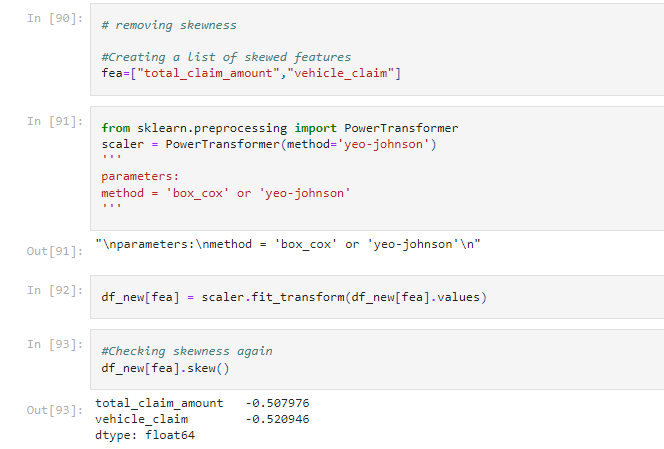 In [90]:
# removing skewness
#Creating a list of skewed features
fea=["total_claim_amount","vehicle_claim"]
In [91]:
from sklearn.preprocessing import PowerTransformer
scaler = PowerTransformer(method='yeo-johnson')
'''
parameters:
method = 'box_cox' or 'yeo-johnson'
'''
Out[91]:
"\nparameters:\nmethod = 'box_cox' or 'yeo-johnson'\n"
In [92]:
df_new[fea] = scaler.fit_transform(df_new[fea].values)
In [93]:
#Checking skewness again
df_new[fea].skew()
Out[93]:
total_claim_amount   -0.507976
vehicle_claim        -0.520946
dtype: float64